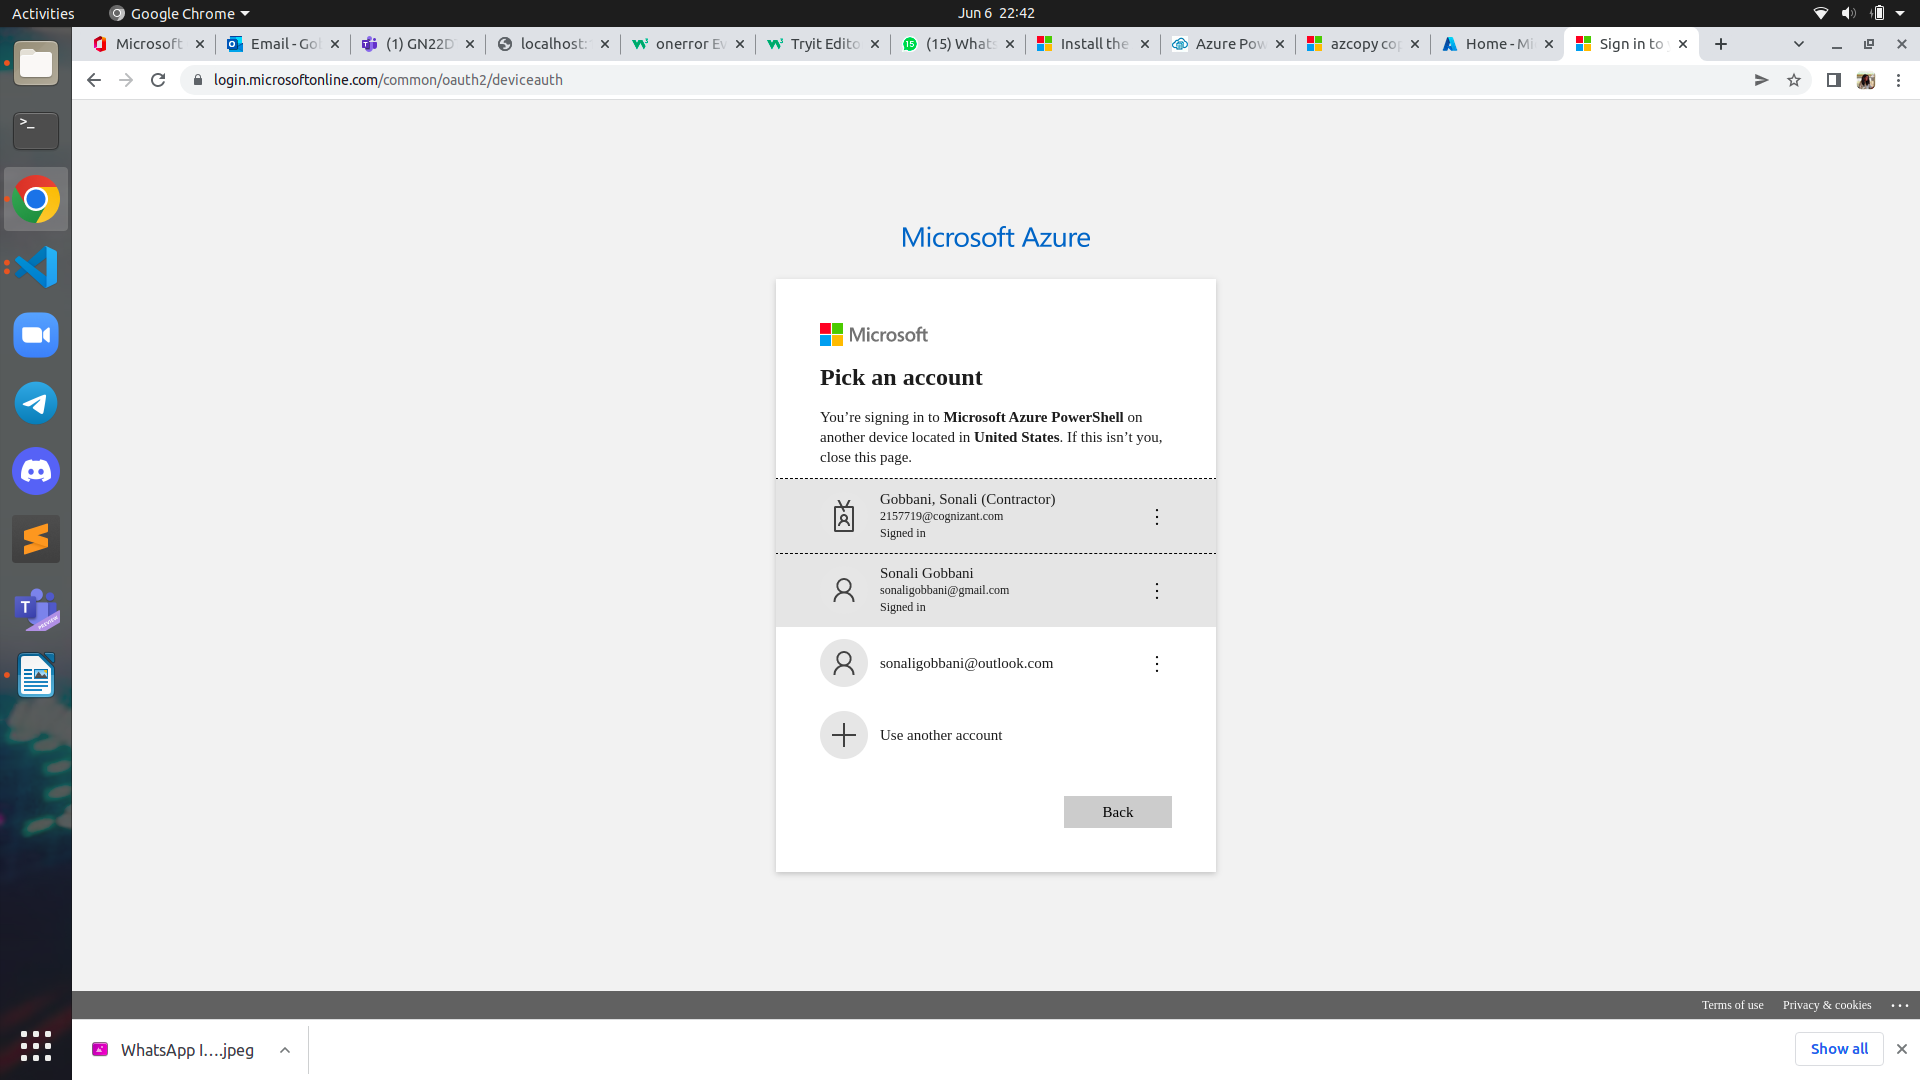 Activities
Google Chrome
Jun 6 22:42
Microsoft
Email - Gol
(1) GN22D
localhost:
onerror Ev
Tryit Edito
(15) Whats
Install the
Azure Pow
azcopy cop
Home - Mi
Sign in to y
login.microsoftonline.com/common/oauth2/deviceauth
Microsoft Azure
Microsoft
Pick an account
You’re signing in to Microsoft Azure PowerShell on
another device located in United States. If this isn’t you,
close this page.
Gobbani, Sonali (Contractor)
2157719@cognizant.com
Signed in
Sonali Gobbani
sonaligobbani@gmail.com
Signed in
sonaligobbani@outlook.com
Use another account
Back
Terms of use
Privacy & cookies
WhatsApp I....jpeg
Show all